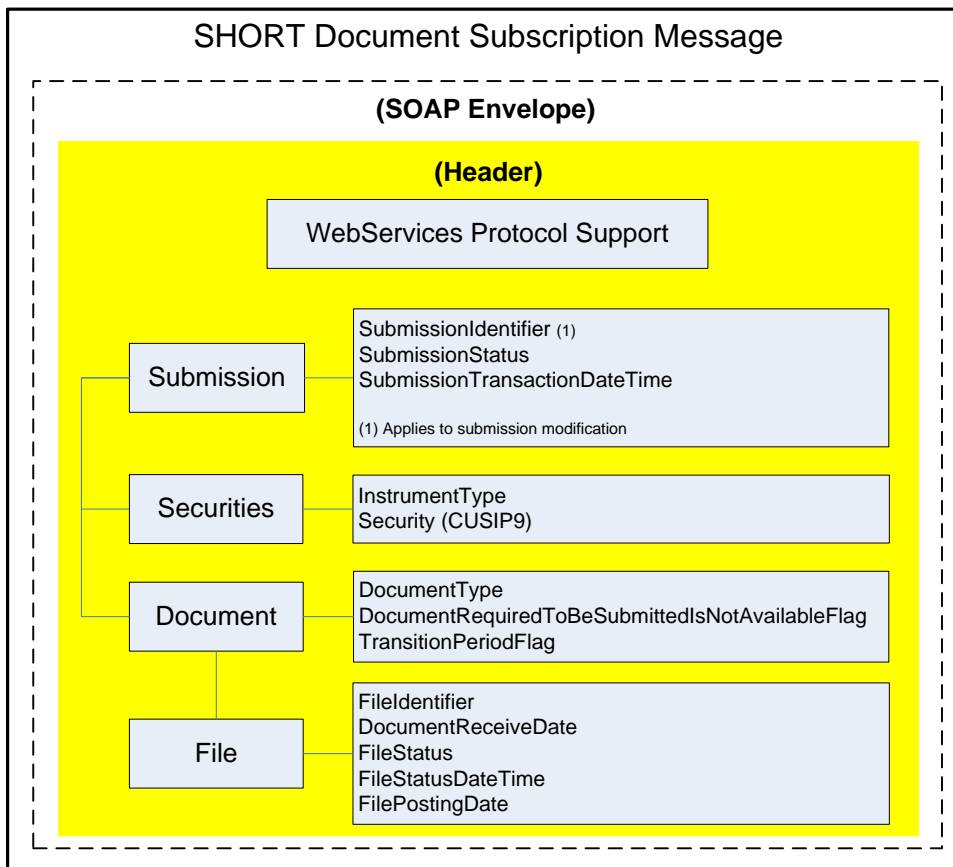 SHORT Document Subscription Message
(SOAP Envelope)
(Header)
WebServices Protocol Support
Submission
SubmissionIdentifier (1)
SubmissionStatus
SubmissionTransactionDateTime
(1) Applies to submission modification
Securities
InstrumentType
Security (CUSIP9)
Document
DocumentType
DocumentRequiredToBeSubmittedIsNotAvailableFlag
TransitionPeriodFlag
File
FileIdentifier
DocumentReceiveDate
FileStatus
FileStatusDateTime
FilePostingDate